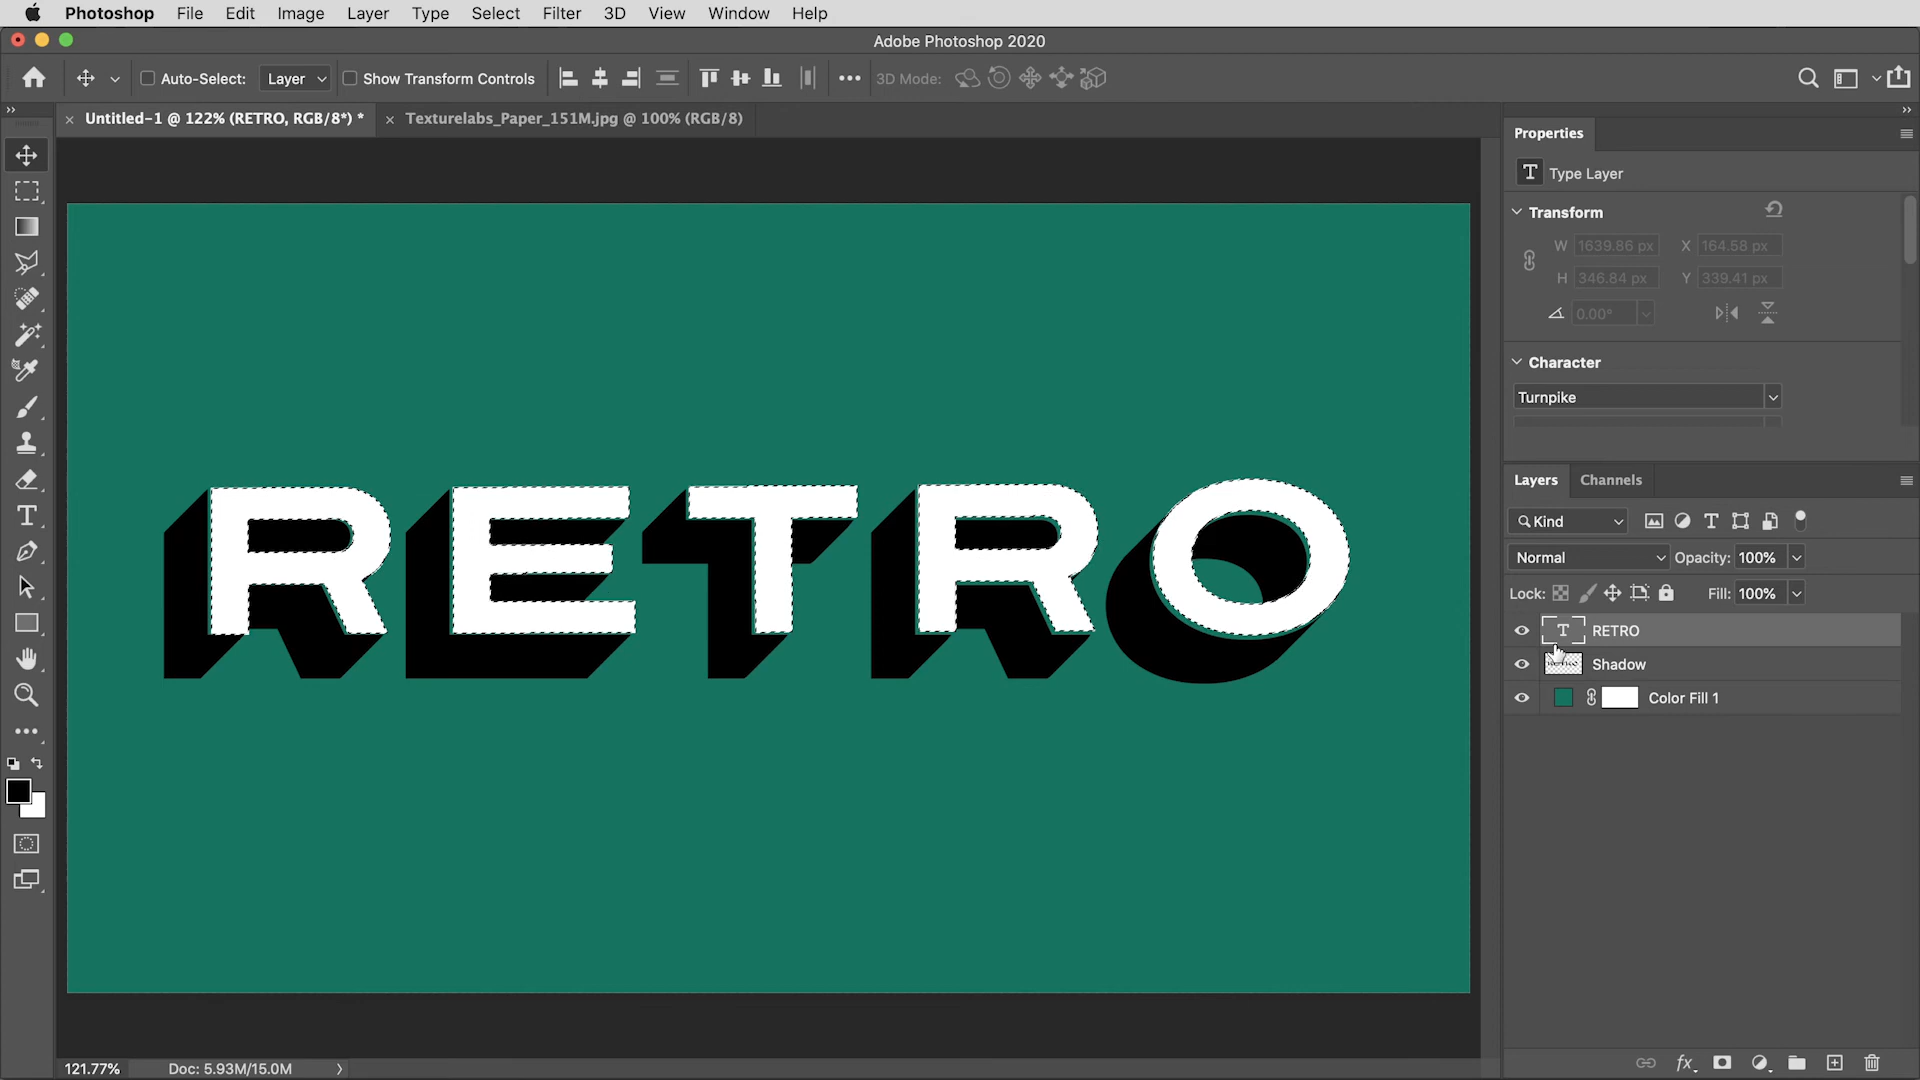 Photoshop File Edit Image Layer Type Select Filter 3D View Window Help
Adobe Photoshop 2020
Auto-Select: Layer Show Transform Controls 3D Mode:
Untitled-1 @ 122% (RETRO, RGB/8*) * Texturelabs_Paper_151M.jpg @ 100% (RGB/8)
Properties
T Type Layer
Transform
W 1639.86 px X 164.58 px
H 346.84 px Y 339.41 px
0.00°
Character
Turnpike
Layers Channels
Kind
Normal Opacity: 100%
Lock: Fill: 100%
T RETRO
Shadow
Color Fill 1
RETRO
121.77% Doc: 5.93M/15.0M
fx